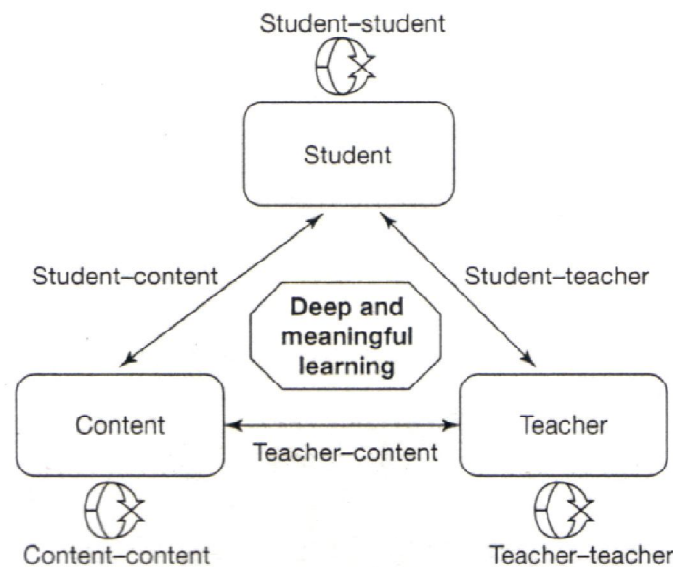 Student–student
Student
Student–content
Student–teacher
Deep and
meaningful
learning
Content
Teacher
Teacher–content
Content–content
Teacher–teacher